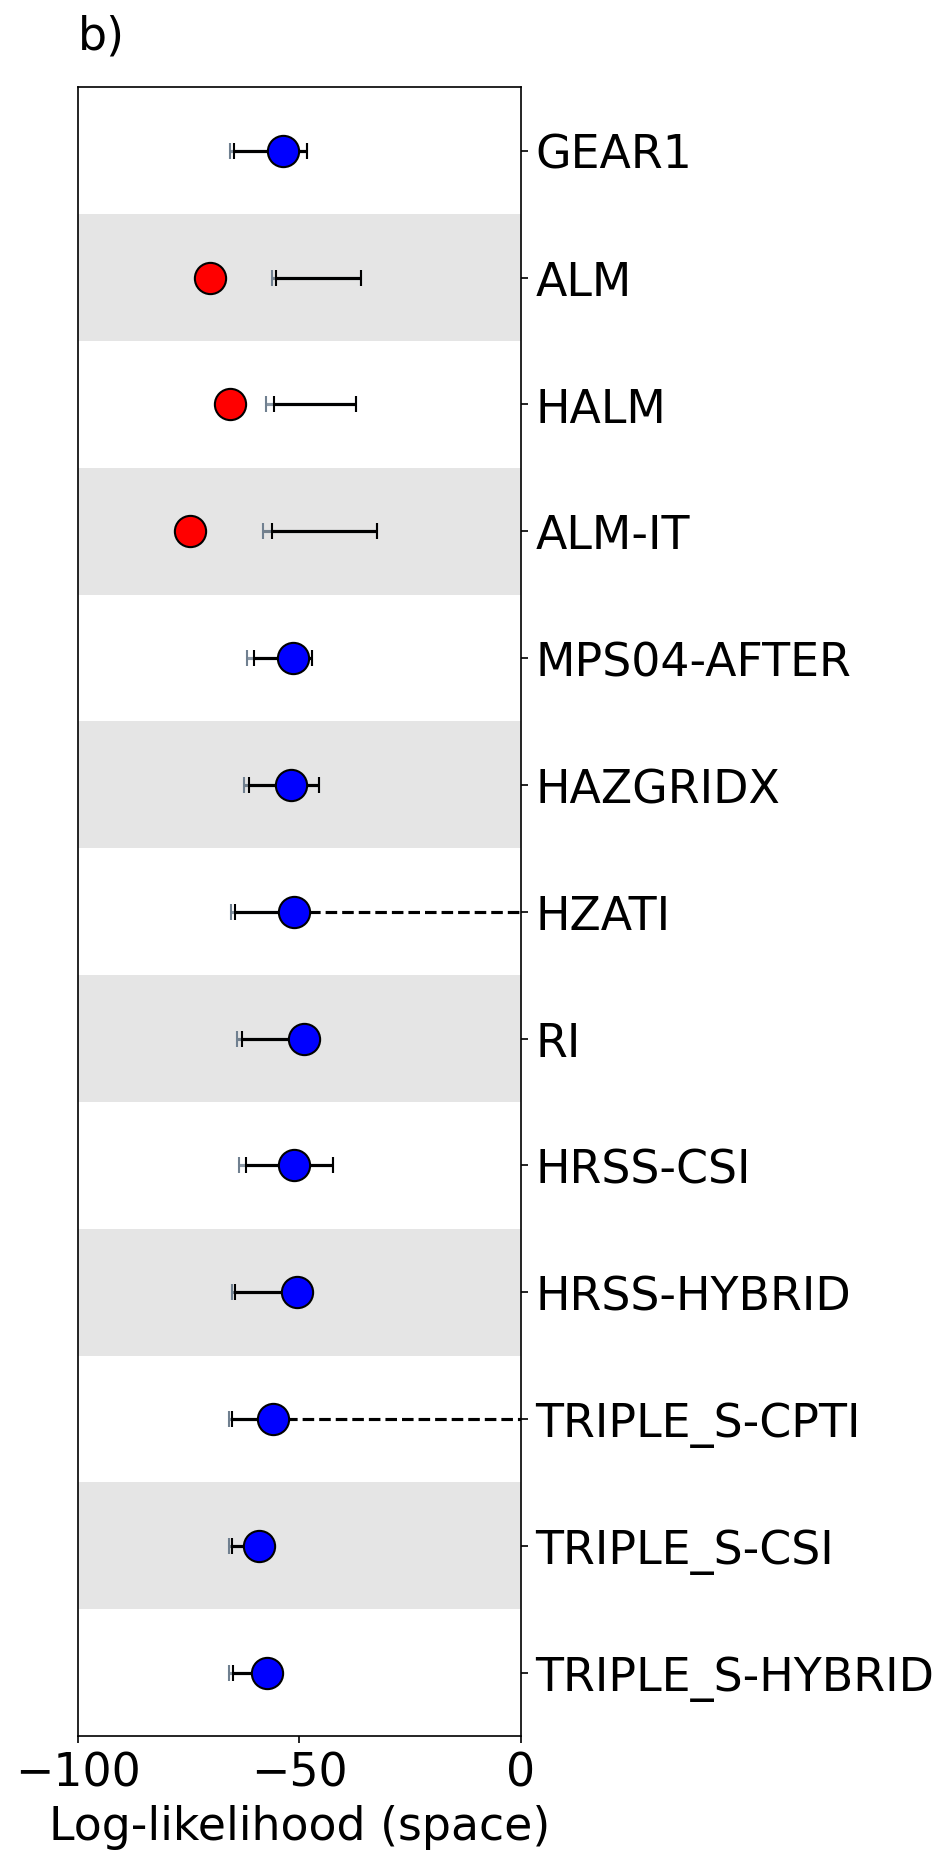 b)
GEAR1
ALM
HALM
ALM-IT
MPS04-AFTER
HAZGRIDX
HZATI
RI
HRSS-CSI
HRSS-HYBRID
TRIPLE_S-CPTI
TRIPLE_S-CSI
TRIPLE_S-HYBRID
−100 −50 0
Log-likelihood (space)